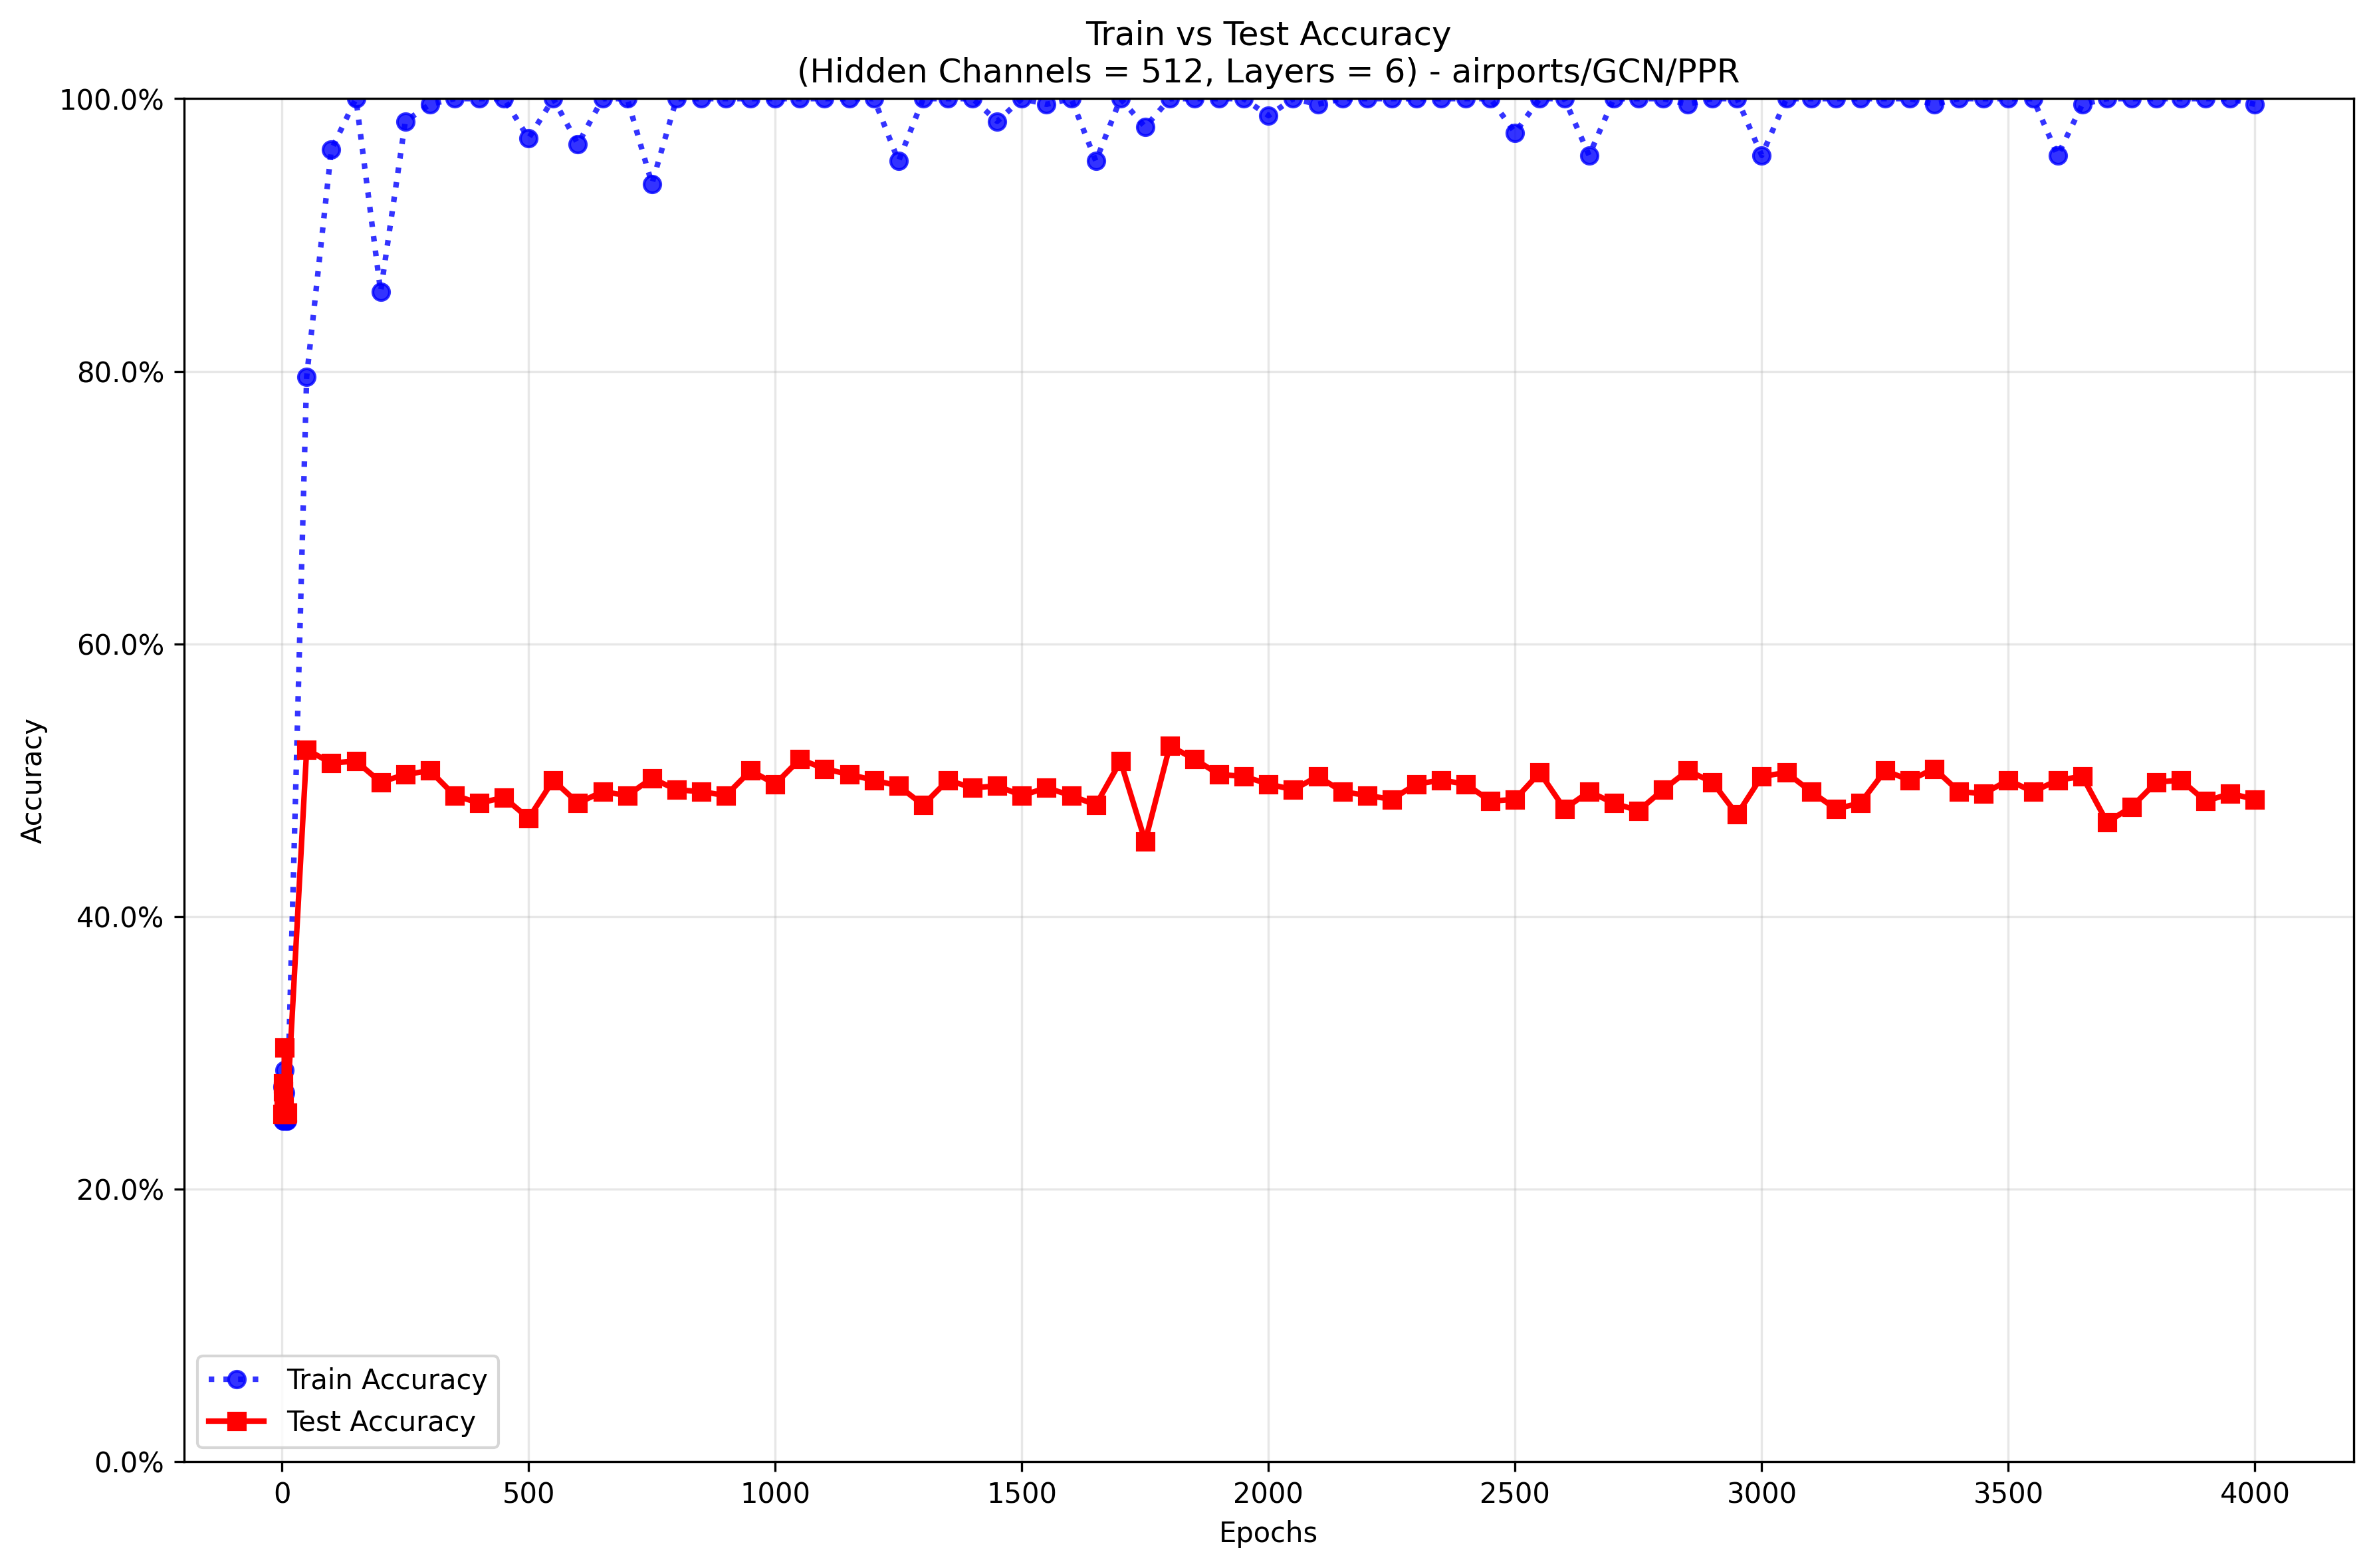 Train vs Test Accuracy
(Hidden Channels = 512, Layers = 6) - airports/GCN/PPR
100.0%
80.0%
60.0%
40.0%
20.0%
0.0%
Accuracy
Train Accuracy
Test Accuracy
0 500 1000 1500 2000 2500 3000 3500 4000
Epochs